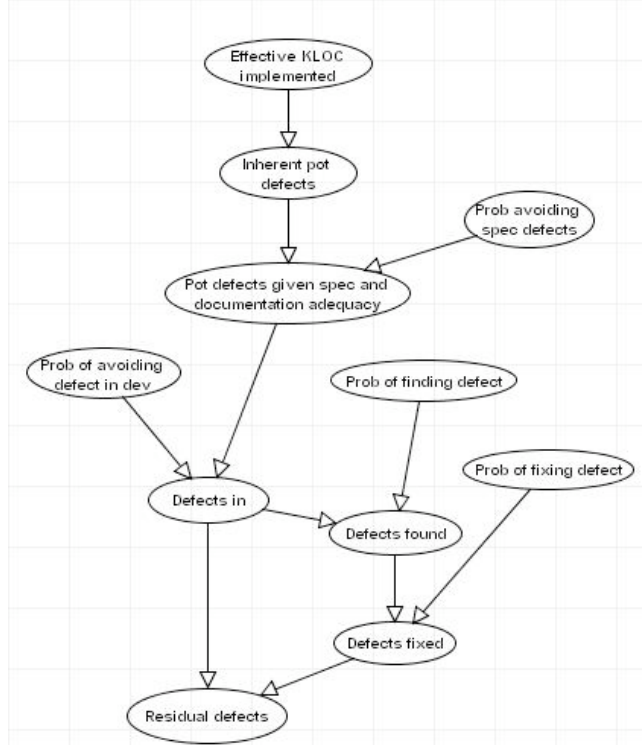 Effective KLOC
implemented
Inherent pot
defects
Prob avoiding
spec defects
Pot defects given spec and
documentation adequacy
Prob of avoiding
defect in dev
Prob of finding defect
Prob of fixing defect
Defects in
Defects found
Defects fixed
Residual defects